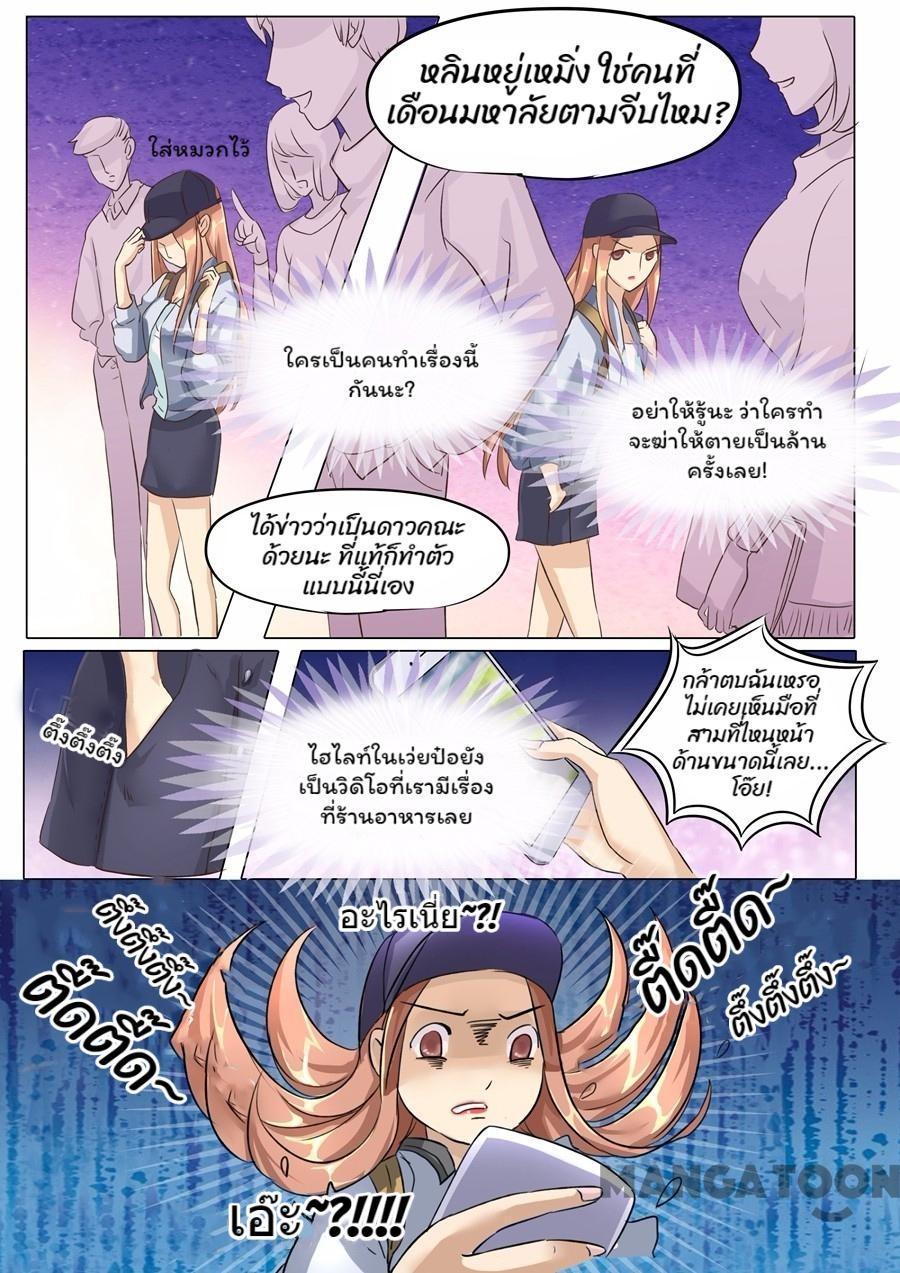 หลินหยู่เหมิ่ง ใช่คนที่
เดือนมหาลัยตามจีบไหม?
ใส่หมวกไว้
ใครเป็นคนทำเรื่องนี้
กันนะ?
อย่าให้รู้นะ ว่าใครทำ
จะฆ่าให้ตายเป็นล้าน
ครั้งเลย!
ได้ข่าวว่าเป็นดาวคณะ
ด้วยนะ ที่แท้ก็ทำตัว
แบบนี้นี่เอง
ตึ๊งตึ๊งตึ๊ง
ไฮไลท์ในเว่ยป๋อยัง
เป็นวิดิโอที่เรามีเรื่อง
ที่ร้านอาหารเลย
กล้าตบฉันเหรอ
ไม่เคยเห็นมือที่
สามที่ไหนหน้า
ด้านขนาดนี้เลย...
โอ๊ย!
อะไรเนี่ย~?!
ตึ๊งตึ๊งตึ๊ง~
ตื๊ดตื๊ด~
ตื๊ดตื๊ด~
ตึ๊งตึ๊งตึ๊ง~
เอ๊ะ~?!!!!
MANGATOON